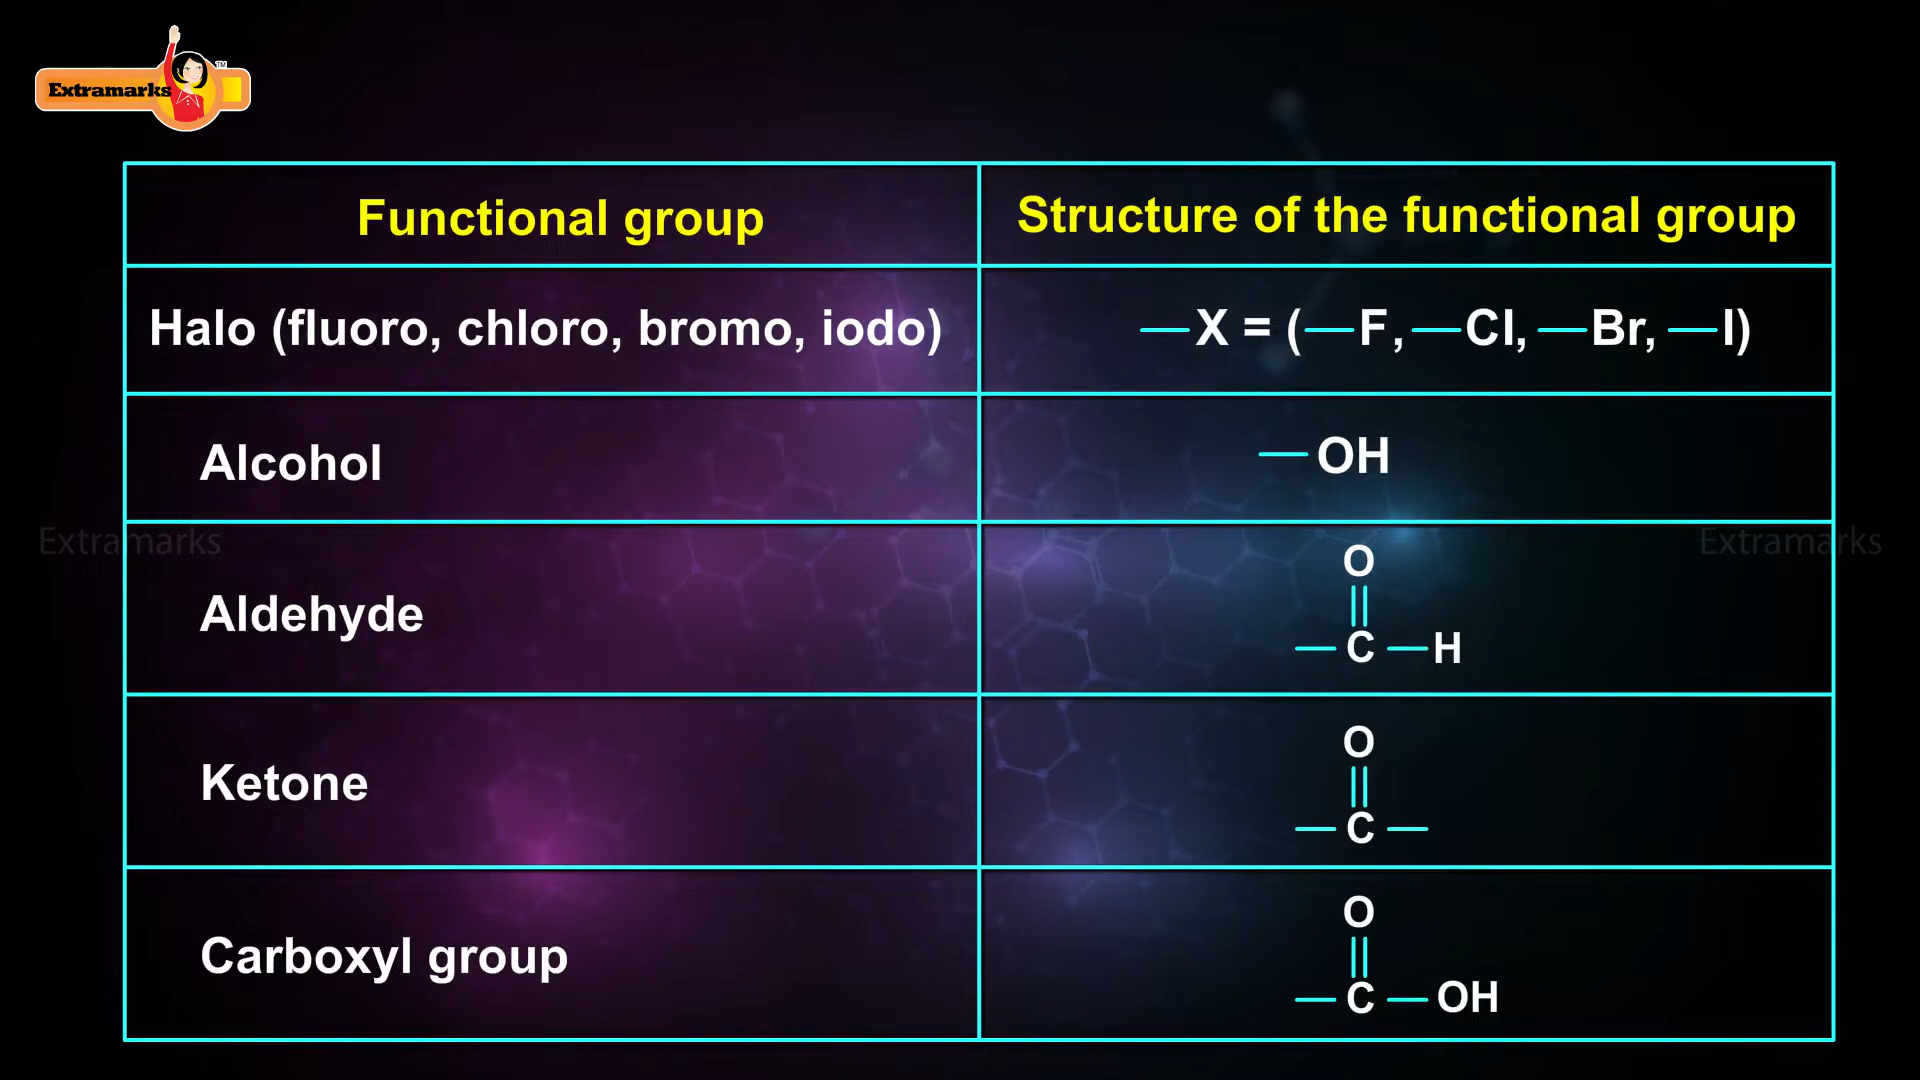 Extramarks TM
Functional group
Structure of the functional group
Halo (fluoro, chloro, bromo, iodo)
—X = (—F, —Cl, —Br, —I)
Alcohol
—OH
Extramarks
Extramarks
Aldehyde
O
||
—C—H
Ketone
O
||
—C—
Carboxyl group
O
||
—C—OH